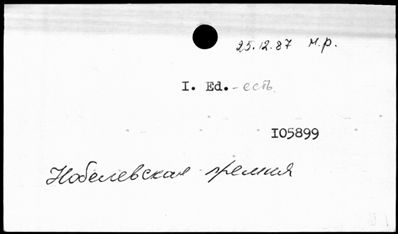 25.12.87 м.р.
I. Ed. - есть
I05899
Нобелевская премия